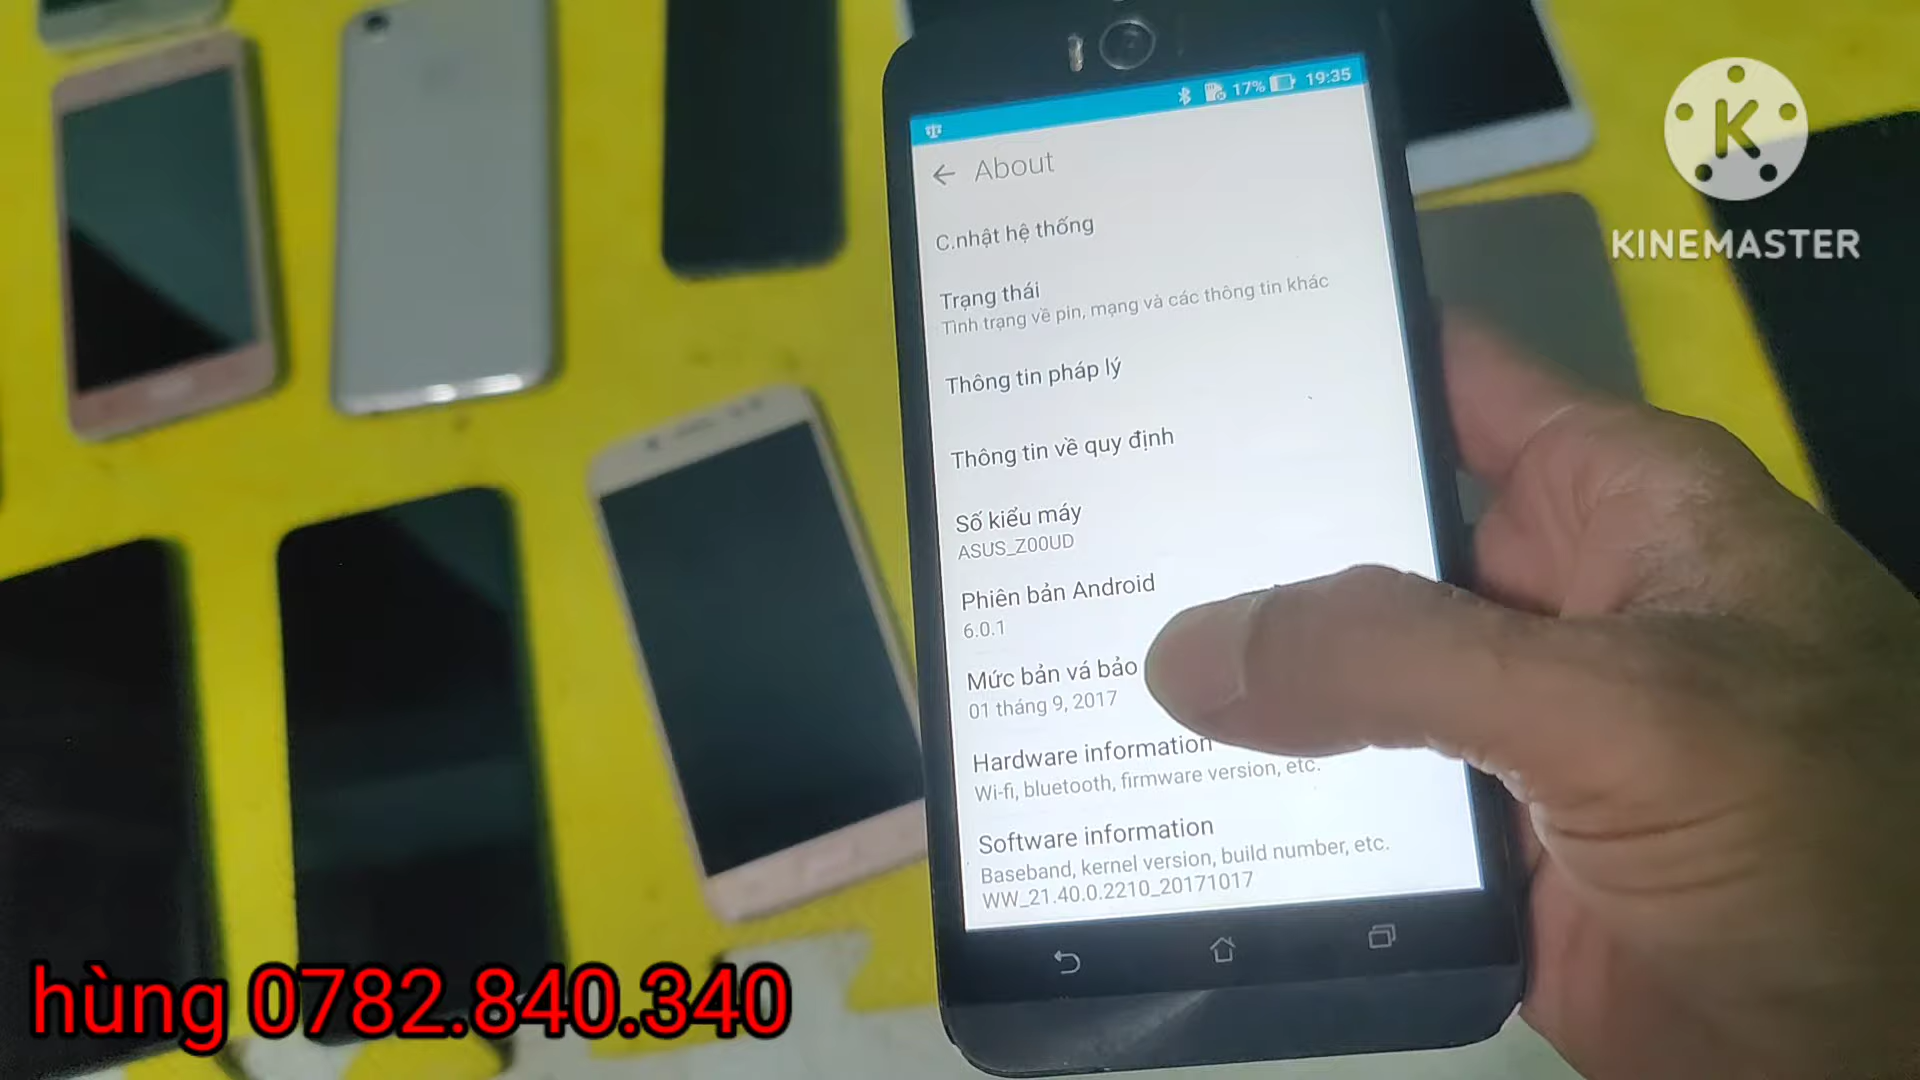 17% 19:35
About
C.nhật hệ thống
Trạng thái
Tình trạng về pin, mạng và các thông tin khác
Thông tin pháp lý
Thông tin về quy định
Số kiểu máy
ASUS_Z00UD
Phiên bản Android
6.0.1
Mức bản vá bảo
01 tháng 9, 2017
Hardware information
Wi-fi, bluetooth, firmware version, etc.
Software information
Baseband, kernel version, build number, etc.
WW_21.40.0.2210_20171017
K
KINEMASTER
hùng 0782.840.340